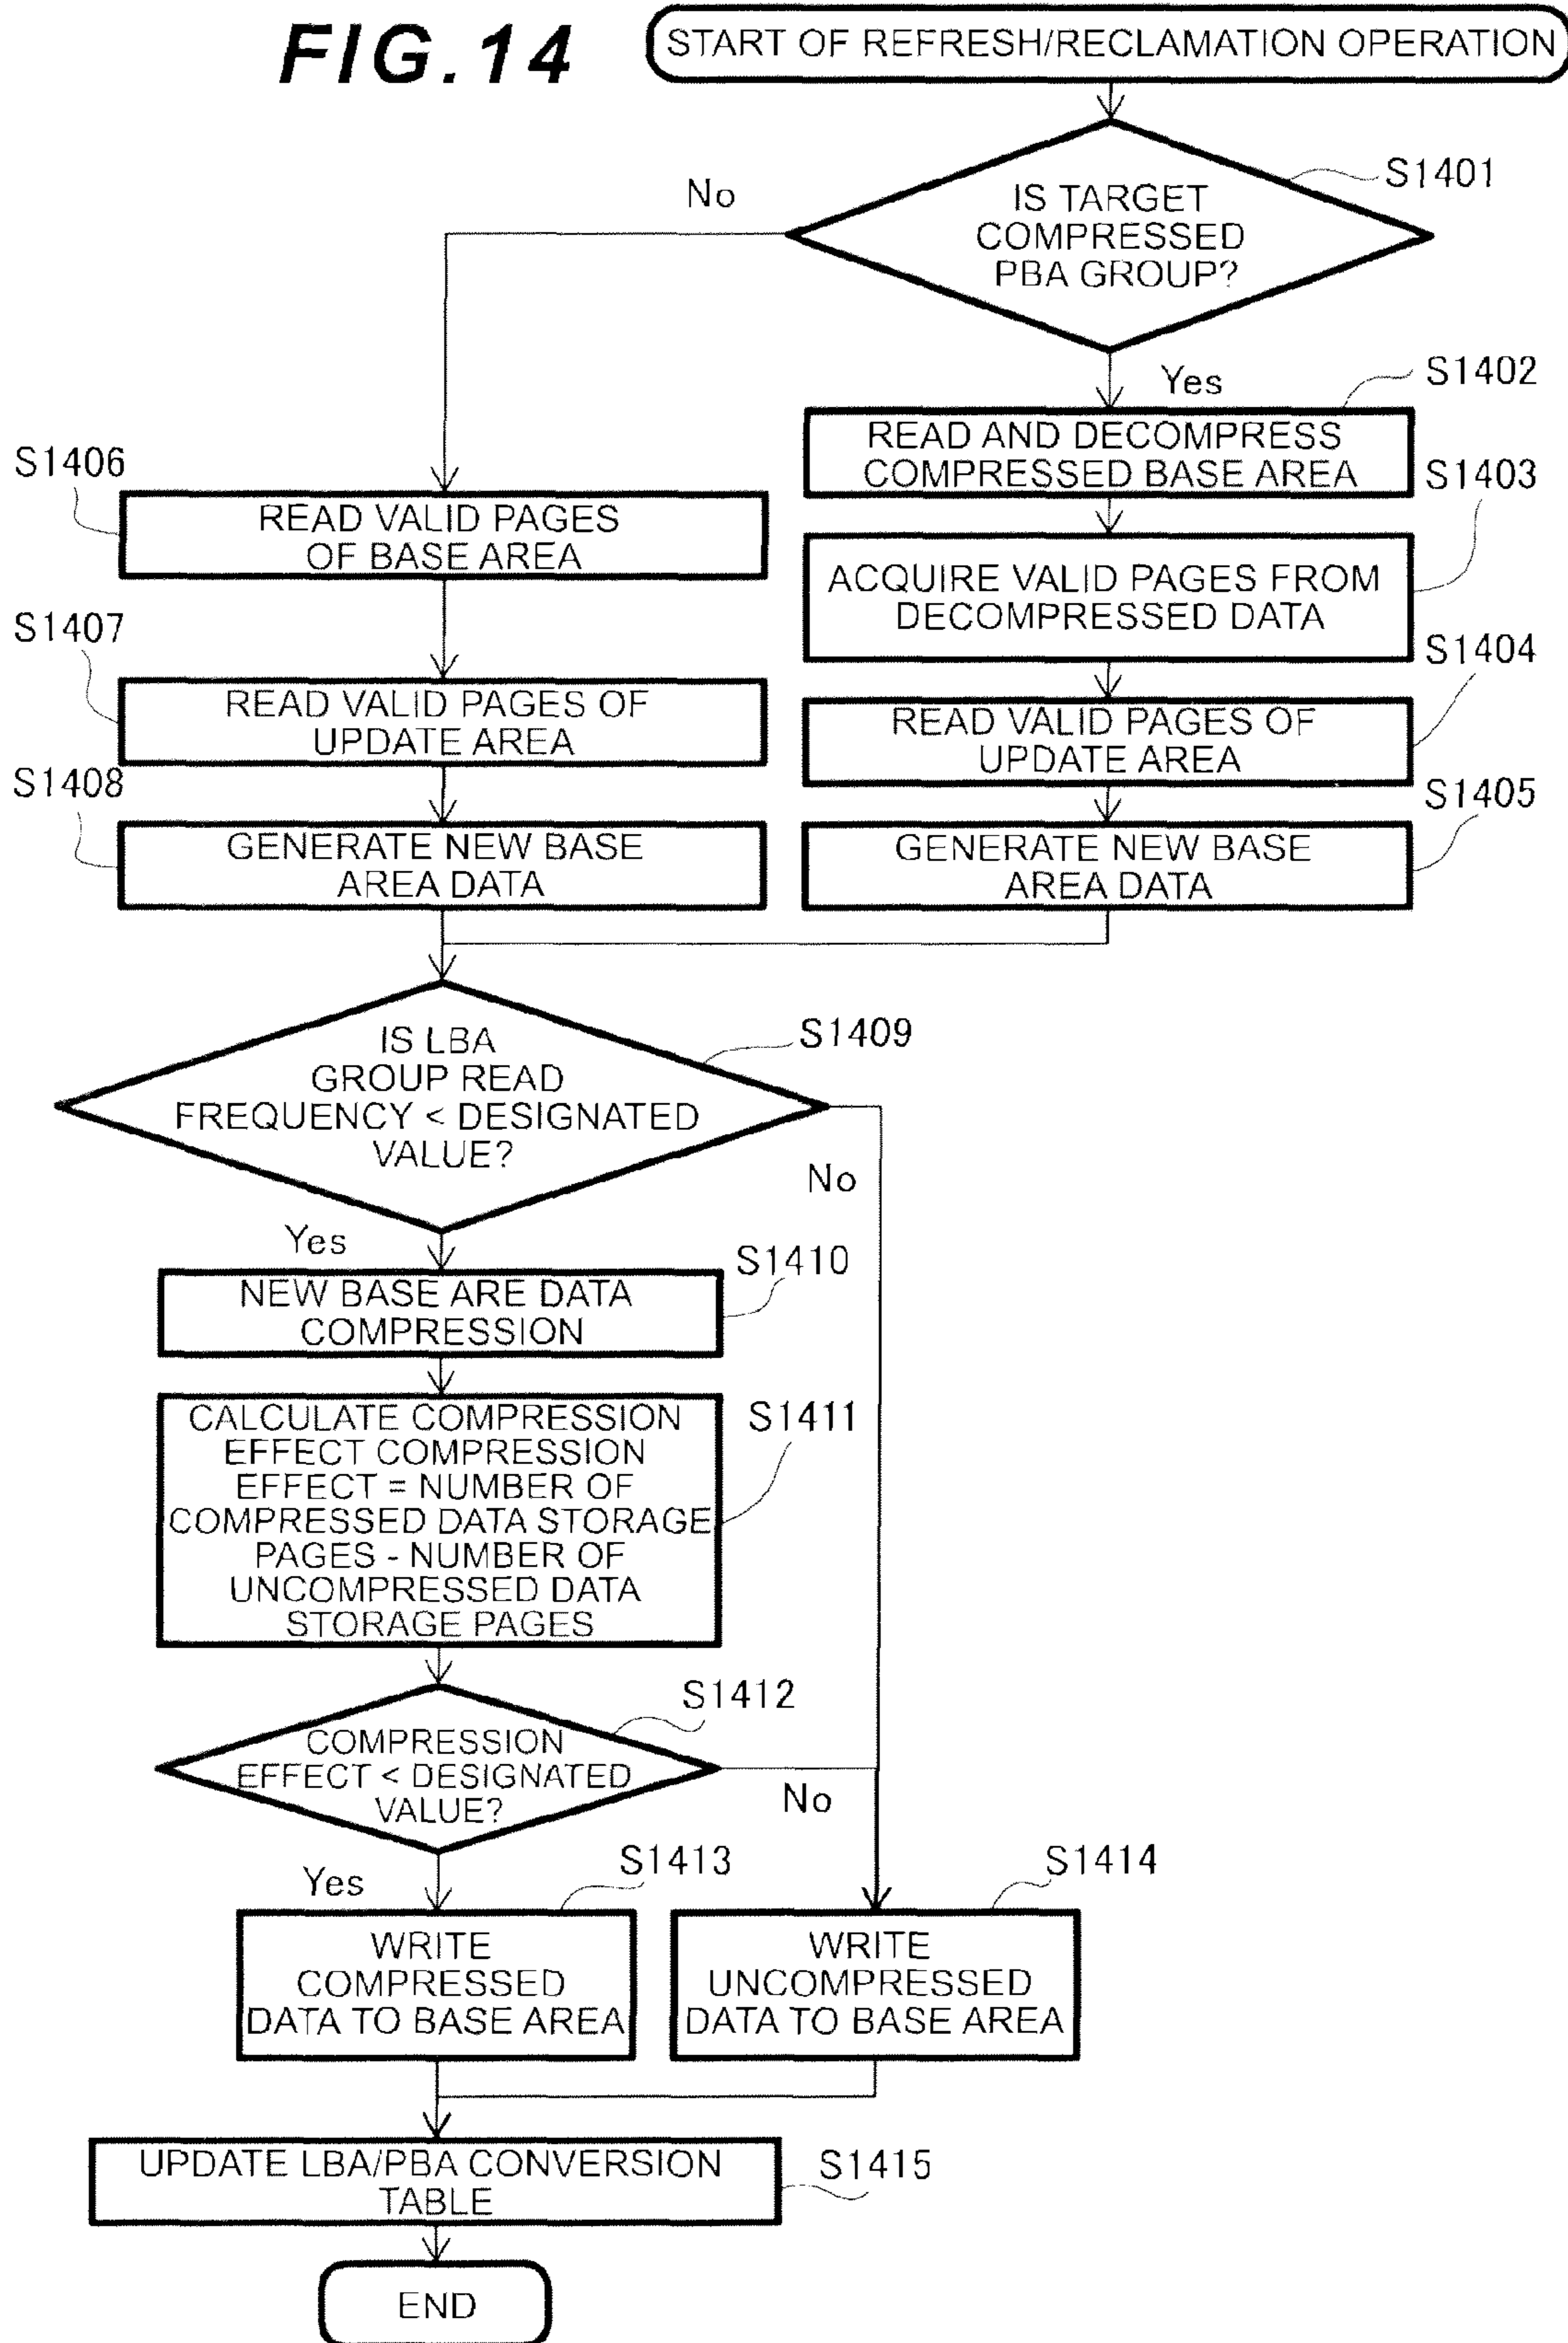 FIG.14
START OF REFRESH/RECLAMATION OPERATION
S1401
No
IS TARGET
COMPRESSED
PBA GROUP?
Yes
S1402
READ AND DECOMPRESS
COMPRESSED BASE AREA
S1403
S1406
READ VALID PAGES
OF BASE AREA
ACQUIRE VALID PAGES FROM
DECOMPRESSED DATA
S1407
S1404
READ VALID PAGES OF
UPDATE AREA
READ VALID PAGES OF
UPDATE AREA
S1408
S1405
GENERATE NEW BASE
AREA DATA
GENERATE NEW BASE
AREA DATA
S1409
IS LBA
GROUP READ
FREQUENCY < DESIGNATED
VALUE?
No
Yes
S1410
NEW BASE ARE DATA
COMPRESSION
S1411
CALCULATE COMPRESSION
EFFECT COMPRESSION
EFFECT = NUMBER OF
COMPRESSED DATA STORAGE
PAGES - NUMBER OF
UNCOMPRESSED DATA
STORAGE PAGES
S1412
COMPRESSION
EFFECT < DESIGNATED
VALUE?
No
Yes
S1413
S1414
WRITE
COMPRESSED
DATA TO BASE AREA
WRITE
UNCOMPRESSED
DATA TO BASE AREA
UPDATE LBA/PBA CONVERSION
TABLE
S1415
END